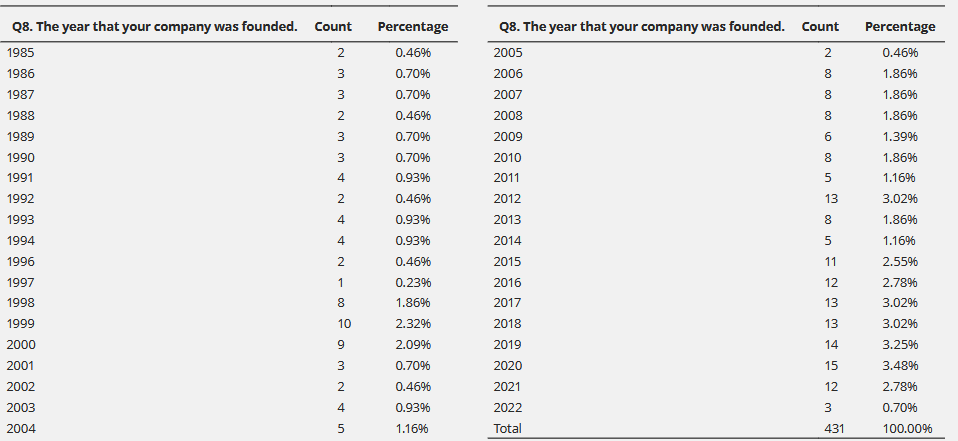 Q8. The year that your company was founded. Count Percentage
1985 2 0.46%
1986 3 0.70%
1987 3 0.70%
1988 2 0.46%
1989 3 0.70%
1990 3 0.70%
1991 4 0.93%
1992 2 0.46%
1993 4 0.93%
1994 4 0.93%
1996 2 0.46%
1997 1 0.23%
1998 8 1.86%
1999 10 2.32%
2000 9 2.09%
2001 3 0.70%
2002 2 0.46%
2003 4 0.93%
2004 5 1.16%
Q8. The year that your company was founded. Count Percentage
2005 2 0.46%
2006 8 1.86%
2007 8 1.86%
2008 8 1.86%
2009 6 1.39%
2010 8 1.86%
2011 5 1.16%
2012 13 3.02%
2013 8 1.86%
2014 5 1.16%
2015 11 2.55%
2016 12 2.78%
2017 13 3.02%
2018 13 3.02%
2019 14 3.25%
2020 15 3.48%
2021 12 2.78%
2022 3 0.70%
Total 431 100.00%